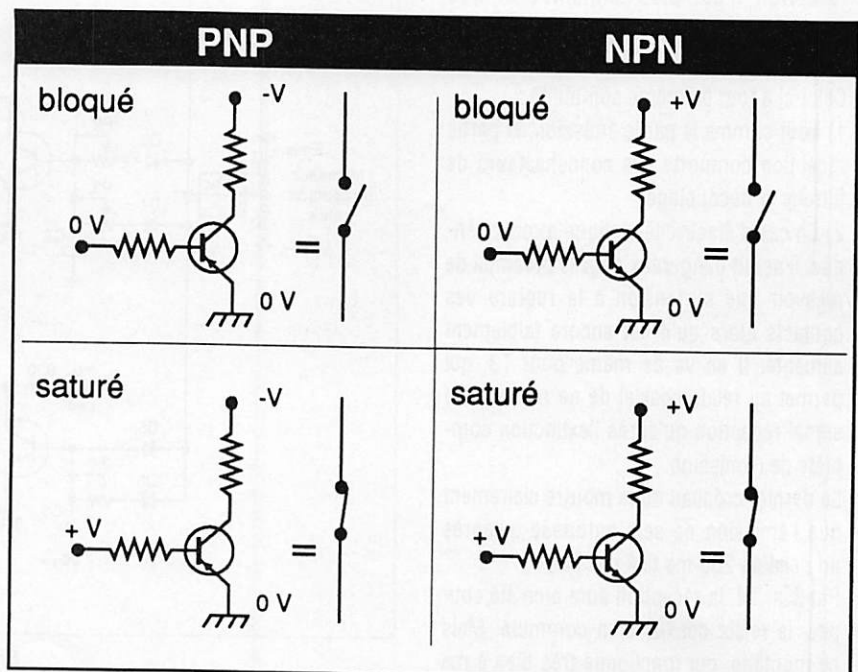 PNP
NPN
bloqué
-V
0 V
=
0 V
bloqué
+V
0 V
=
0 V
saturé
-V
+ V
=
0 V
saturé
+V
+
=
0 V